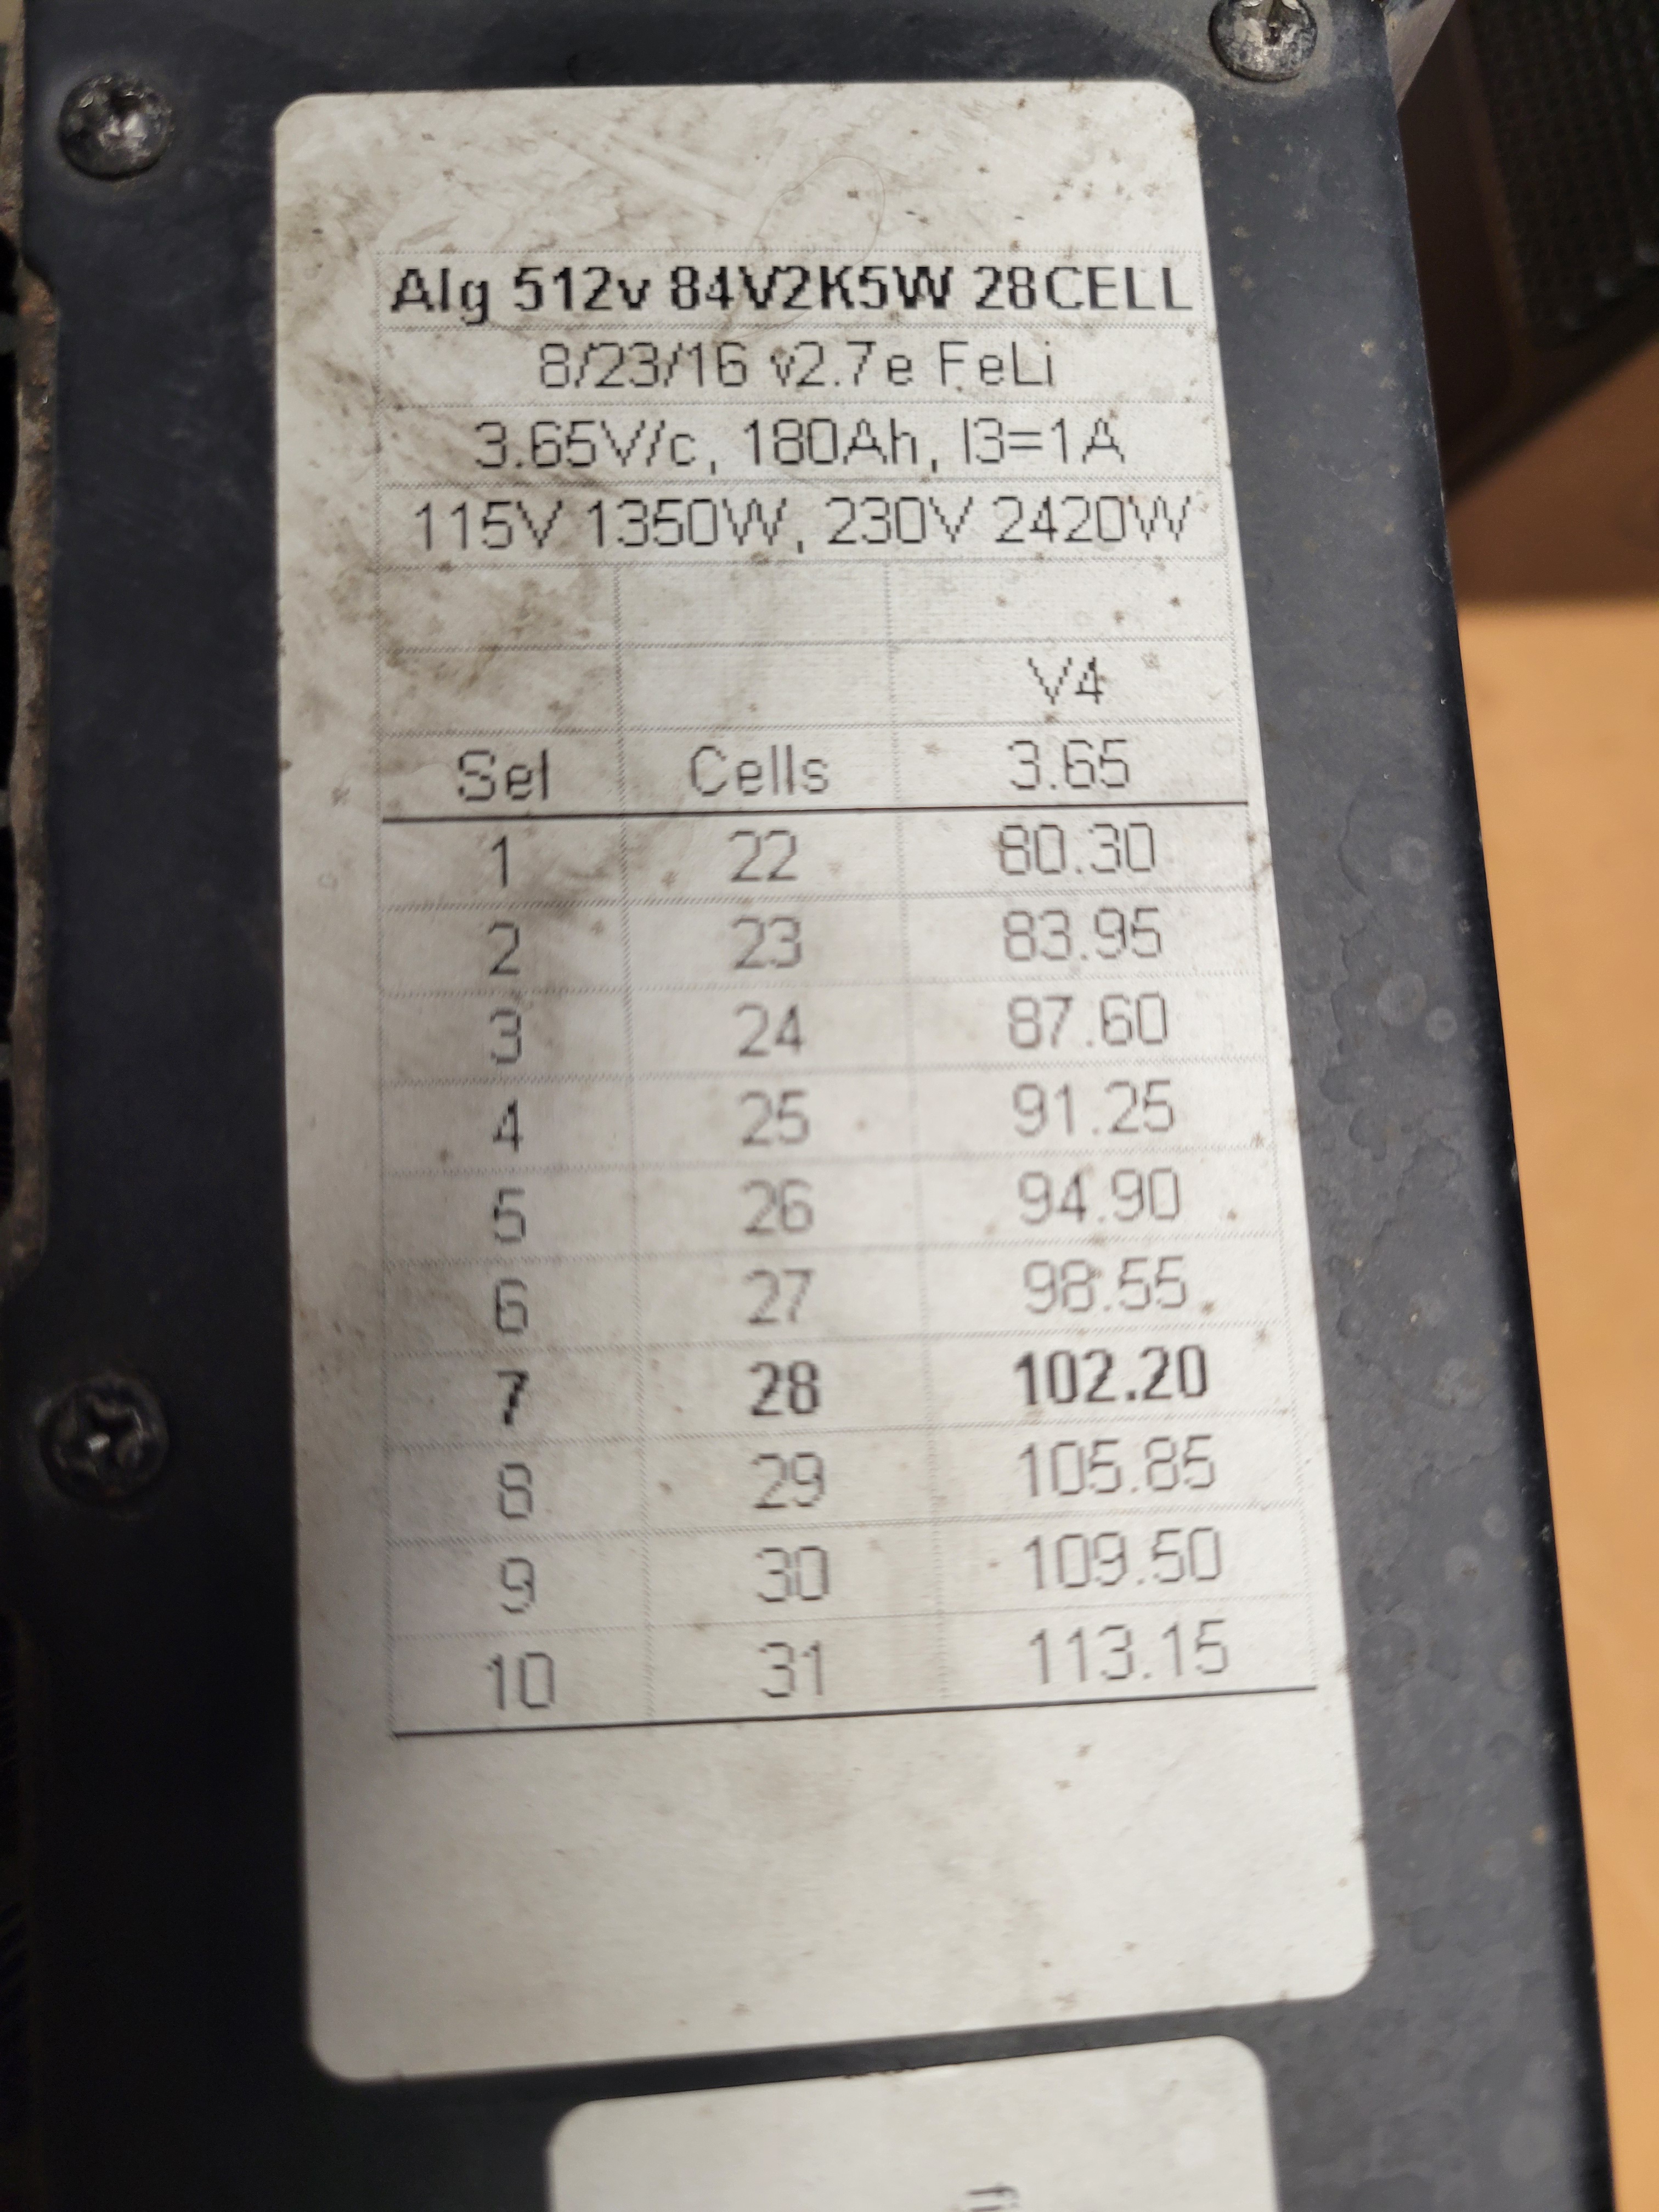 Alg 512v 84V2K5W 28CELL
8/23/16 v2.7e FeLi
3.65V/c, 180Ah, I3=1A
115V 1350W, 230V 2420W
V4
Sel Cells 3.65
1 22 80.30
2 23 83.95
3 24 87.60
4 25 91.25
5 26 94.90
6 27 98.55
7 28 102.20
8 29 105.85
9 30 109.50
10 31 113.15